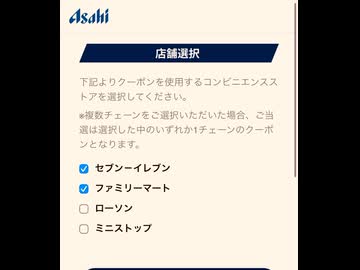 Asahi
店舗選択
下記よりクーポンを使用するコンビニエンスス
トアを選択してください。
※複数チェーンをご選択いただいた場合、ご当
選は選択した中のいずれか1チェーンのクーポ
ンとなります。
セブン－イレブン
ファミリーマート
ローソン
ミニストップ